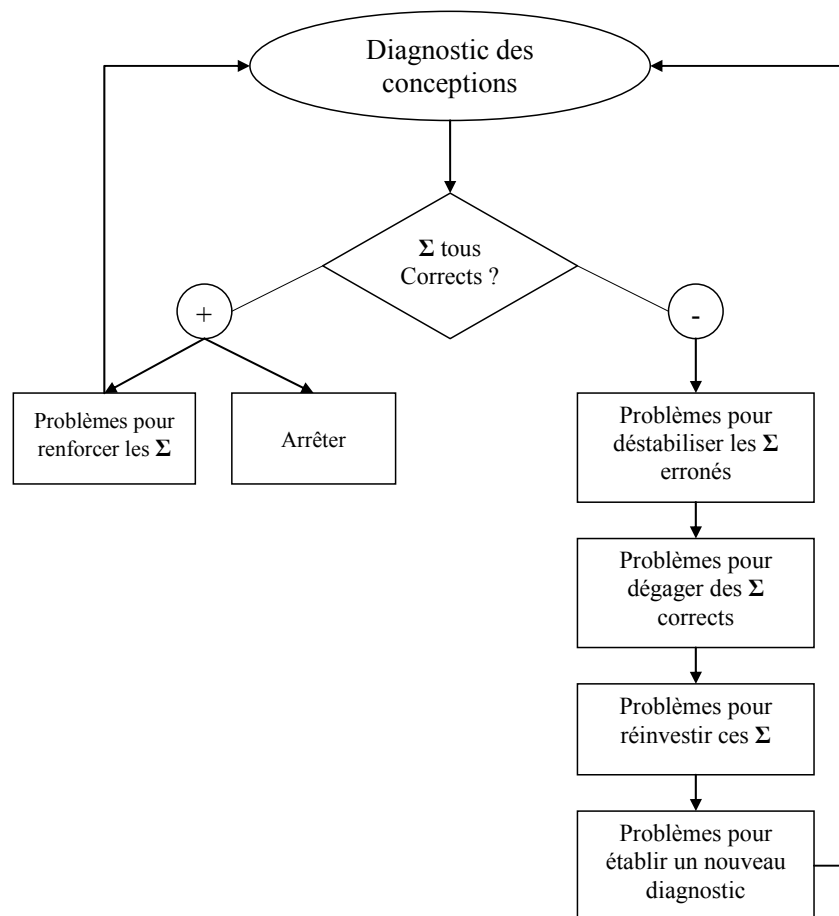 Diagnostic des
conceptions
Σ tous
Corrects ?
+
-
Problèmes pour
renforcer les Σ
Arrêter
Problèmes pour
déstabiliser les Σ
erronés
Problèmes pour
dégager des Σ
corrects
Problèmes pour
réinvestir ces Σ
Problèmes pour
établir un nouveau
diagnostic